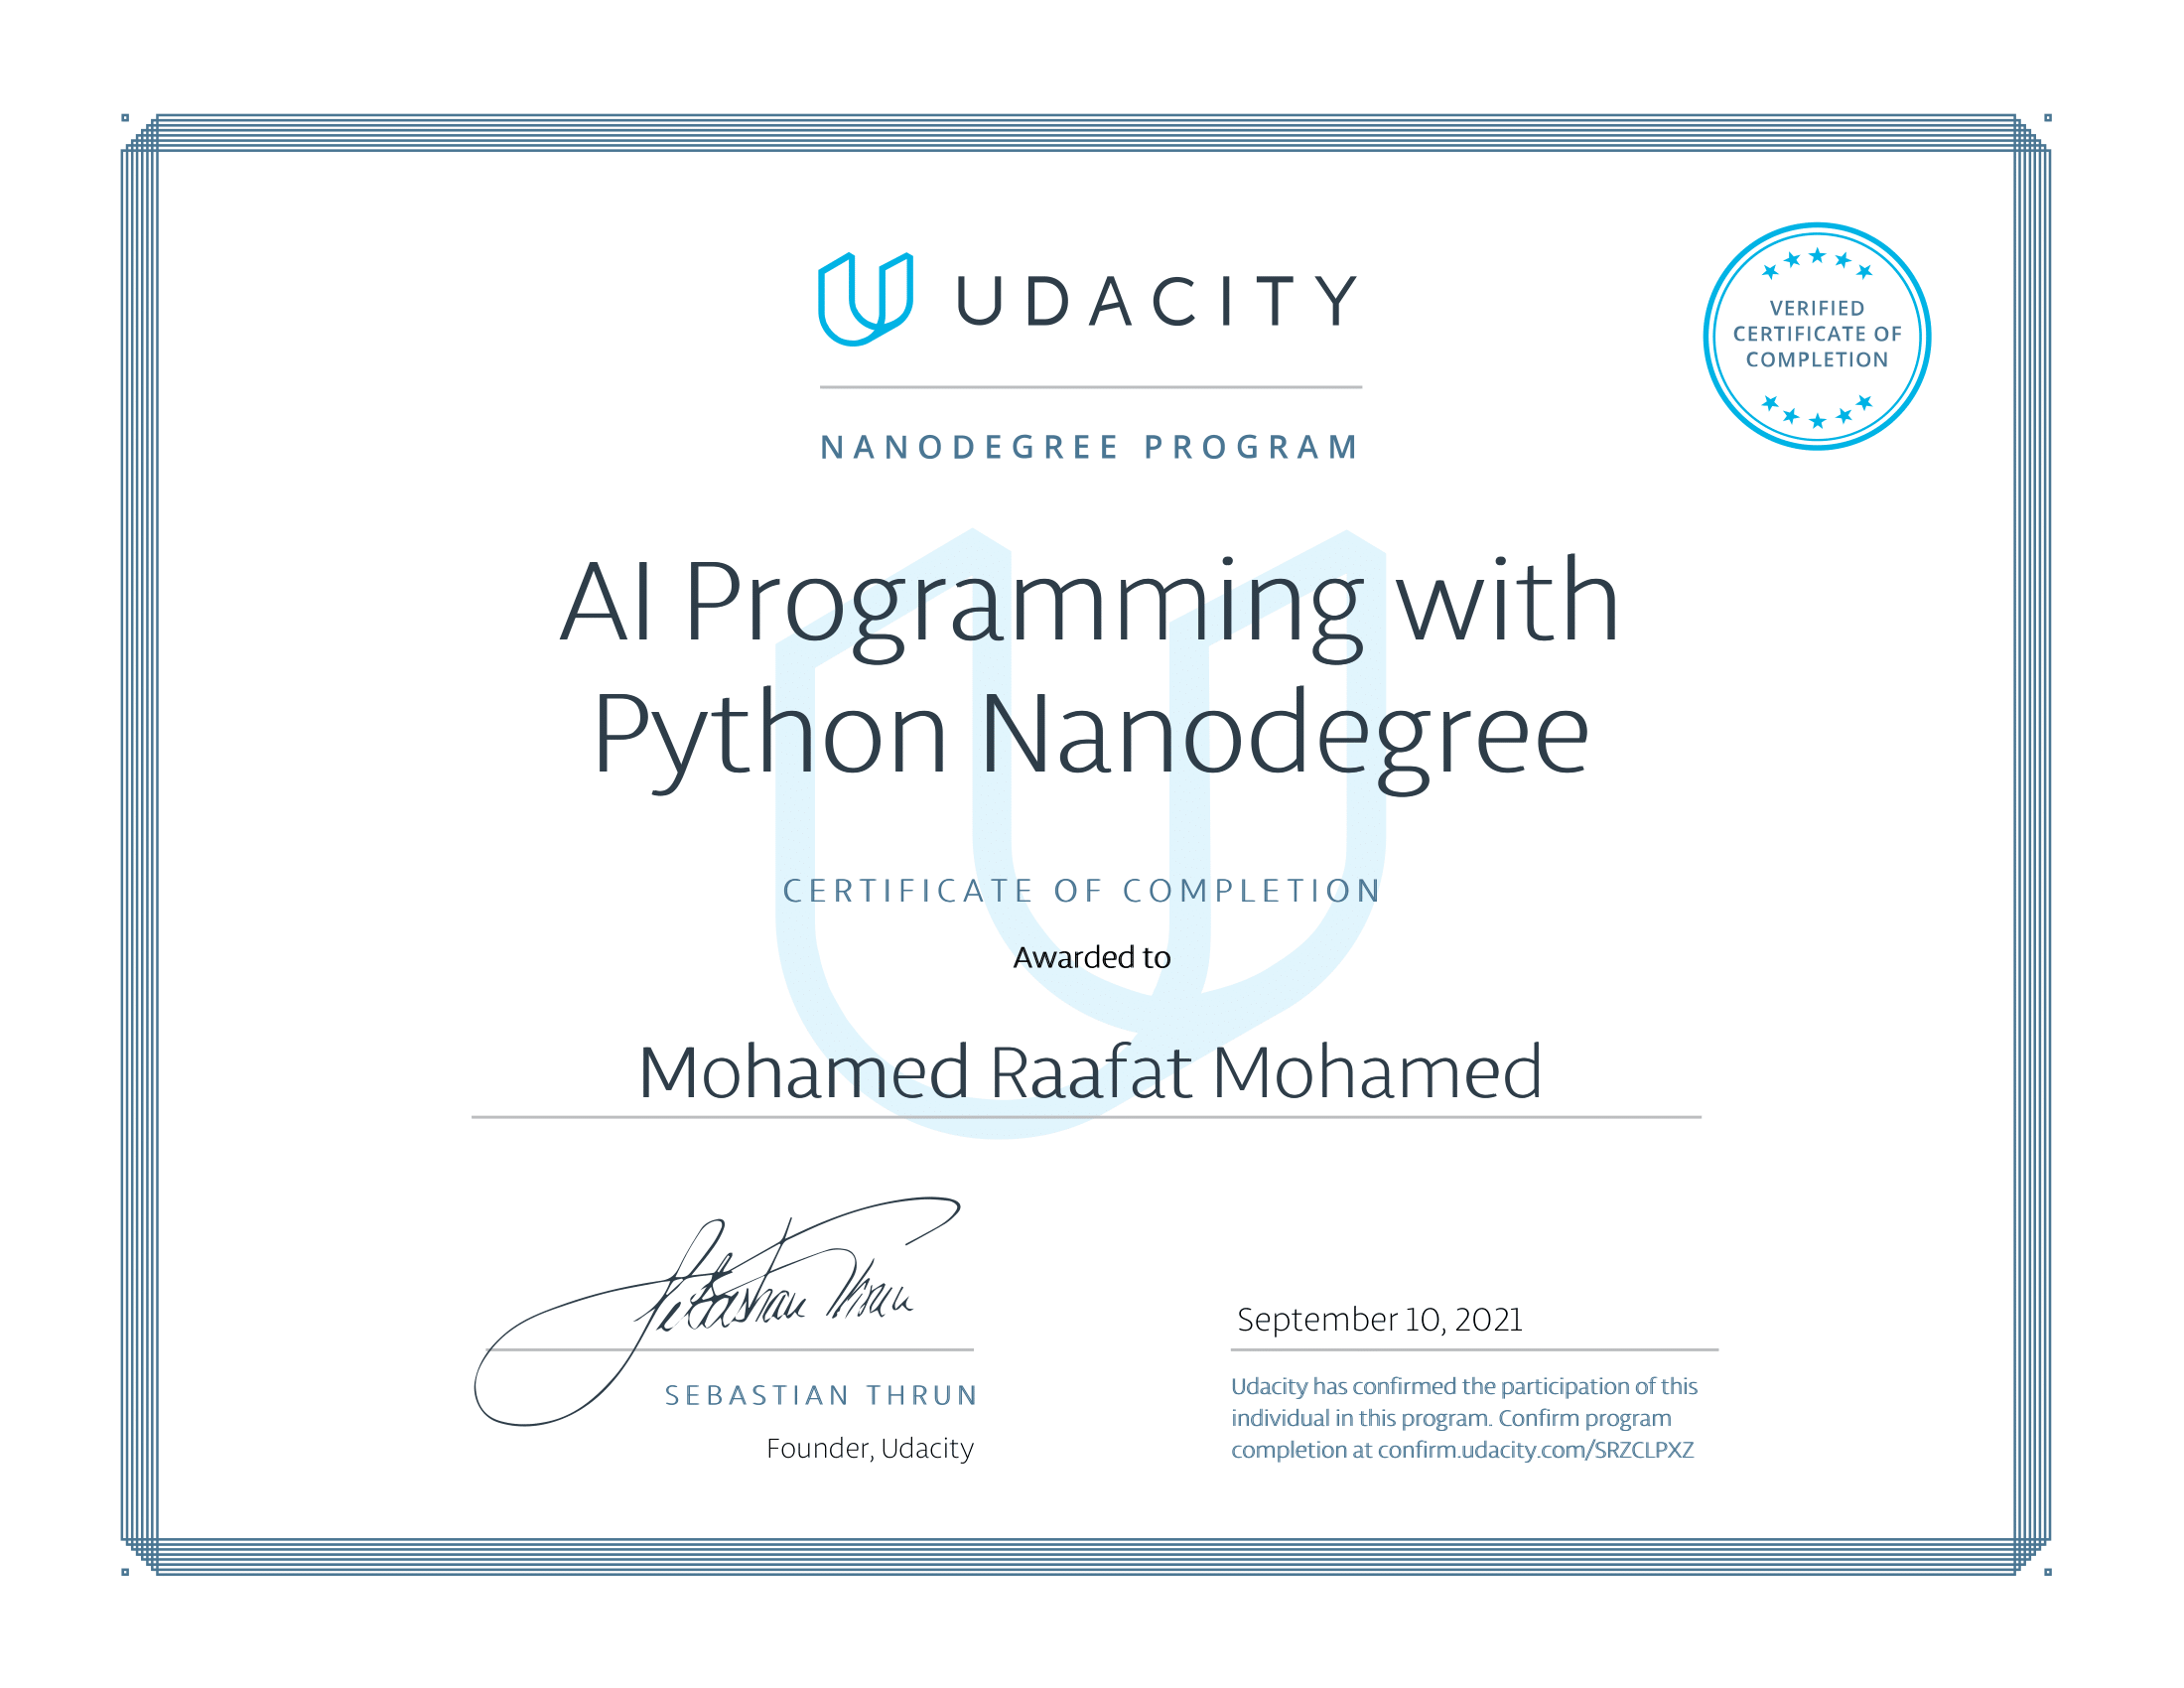 UDACITY
VERIFIED
CERTIFICATE OF
COMPLETION
NANODEGREE PROGRAM
AI Programming with
Python Nanodegree
CERTIFICATE OF COMPLETION
Awarded to
Mohamed Raafat Mohamed
Sebastian Thrun
SEBASTIAN THRUN
Founder, Udacity
September 10, 2021
Udacity has confirmed the participation of this
individual in this program. Confirm program
completion at confirm.udacity.com/SRZCLPXZ